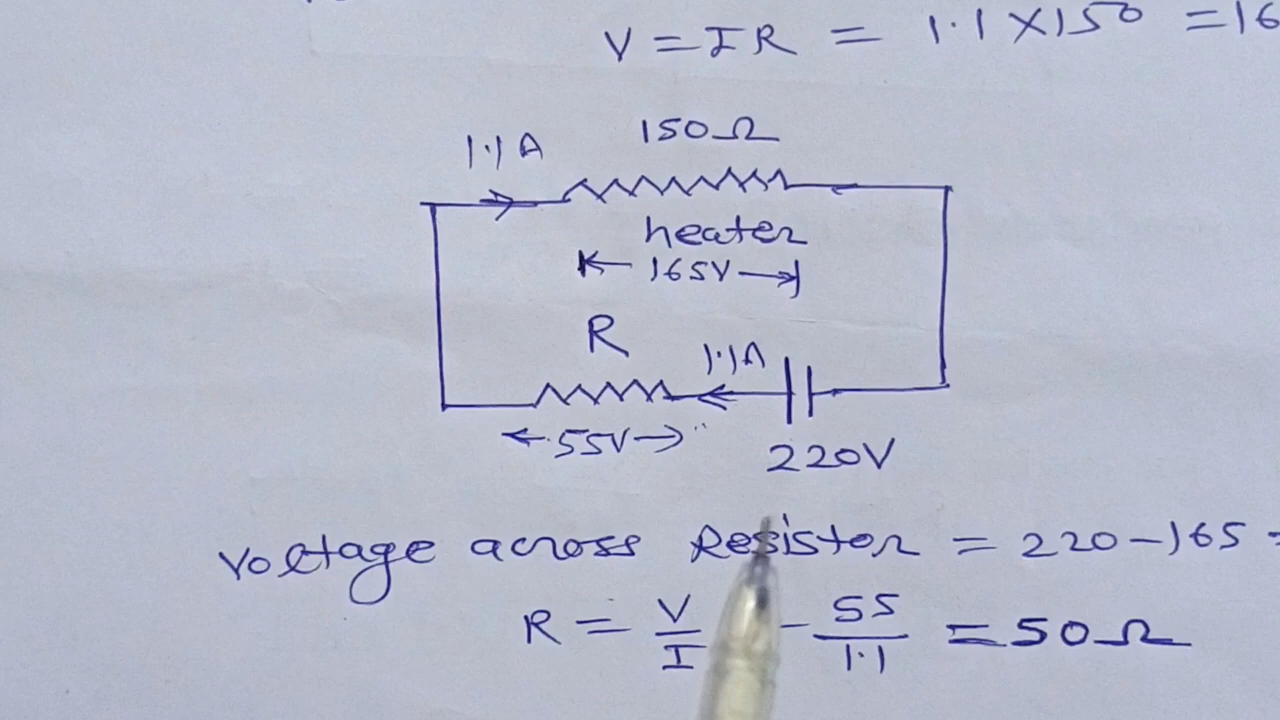 V = IR = 1.1 X 150 = 16
1.1A
150Ω
heater
165V
R
1.1A
55V
220V
Voltage across Resistor = 220 - 165 =
R = V/I = 55/1.1 = 50Ω